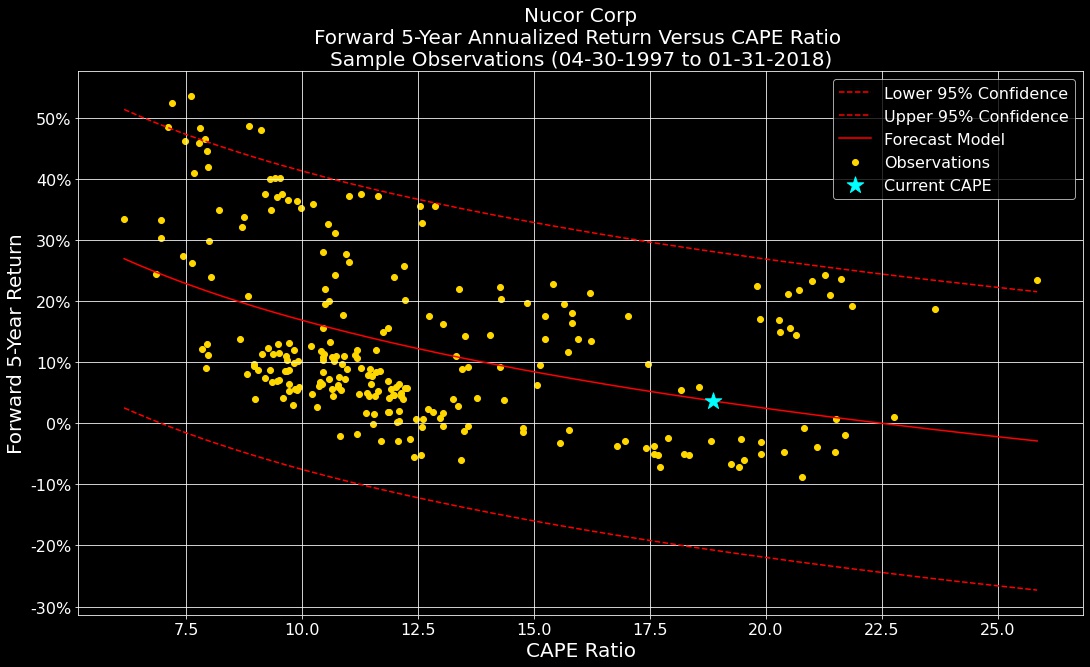 Nucor Corp
Forward 5-Year Annualized Return Versus CAPE Ratio
Sample Observations (04-30-1997 to 01-31-2018)
Lower 95% Confidence
Upper 95% Confidence
Forecast Model
Observations
Current CAPE
Forward 5-Year Return
50%
40%
30%
20%
10%
0%
-10%
-20%
-30%
7.5 10.0 12.5 15.0 17.5 20.0 22.5 25.0
CAPE Ratio